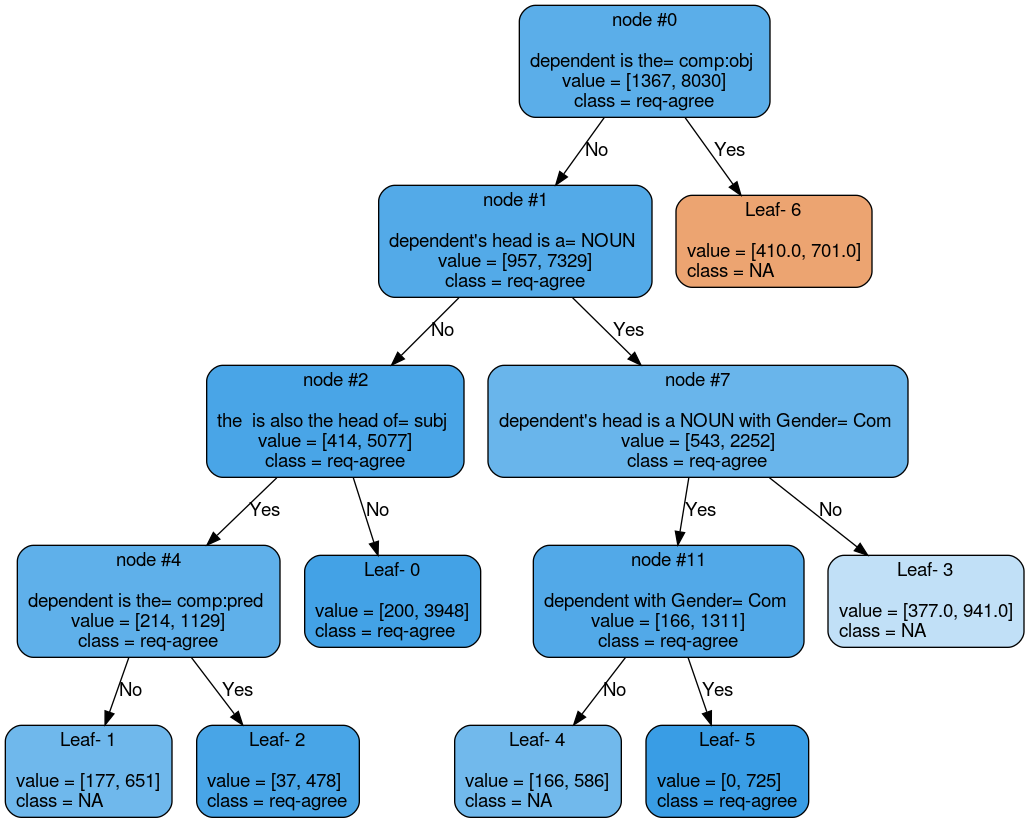 node #0
dependent is the= comp:obj
value = [1367, 8030]
class = req-agree
No
Yes
node #1
dependent's head is a= NOUN
value = [957, 7329]
class = req-agree
Leaf- 6
value = [410.0, 701.0]
class = NA
No
Yes
node #2
the  is also the head of= subj
value = [414, 5077]
class = req-agree
node #7
dependent's head is a NOUN with Gender= Com
value = [543, 2252]
class = req-agree
Yes
No
Yes
No
node #4
dependent is the= comp:pred
value = [214, 1129]
class = req-agree
Leaf- 0
value = [200, 3948]
class = req-agree
node #11
dependent with Gender= Com
value = [166, 1311]
class = req-agree
Leaf- 3
value = [377.0, 941.0]
class = NA
No
Yes
No
Yes
Leaf- 1
value = [177, 651]
class = NA
Leaf- 2
value = [37, 478]
class = req-agree
Leaf- 4
value = [166, 586]
class = NA
Leaf- 5
value = [0, 725]
class = req-agree